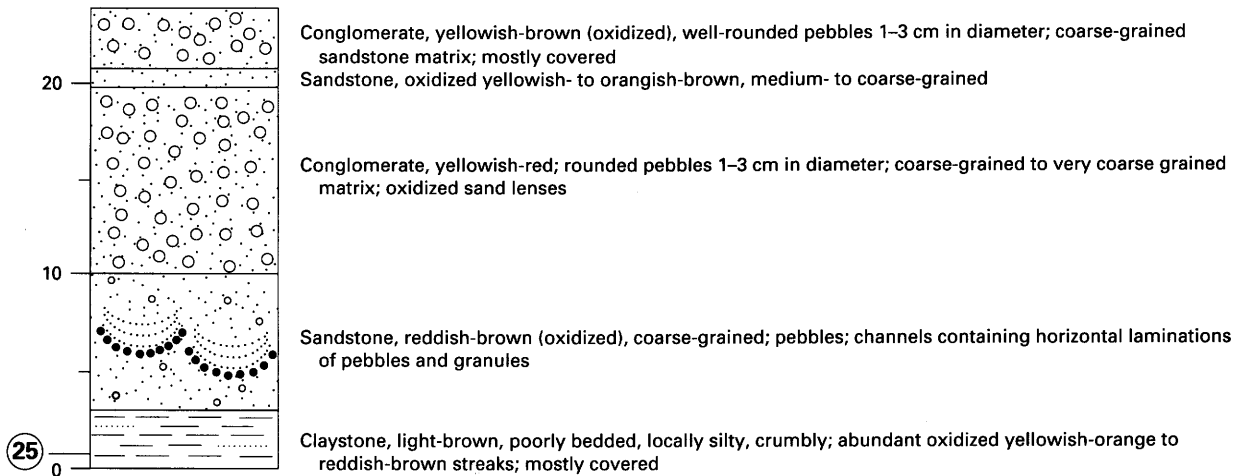 Conglomerate, yellowish-brown (oxidized), well-rounded pebbles 1–3 cm in diameter; coarse-grained
sandstone matrix; mostly covered
20
Sandstone, oxidized yellowish- to orangish-brown, medium- to coarse-grained
Conglomerate, yellowish-red; rounded pebbles 1–3 cm in diameter; coarse-grained to very coarse grained
matrix; oxidized sand lenses
10
Sandstone, reddish-brown (oxidized), coarse-grained; pebbles; channels containing horizontal laminations
of pebbles and granules
25
Claystone, light-brown, poorly bedded, locally silty, crumbly; abundant oxidized yellowish-orange to
0
reddish-brown streaks; mostly covered